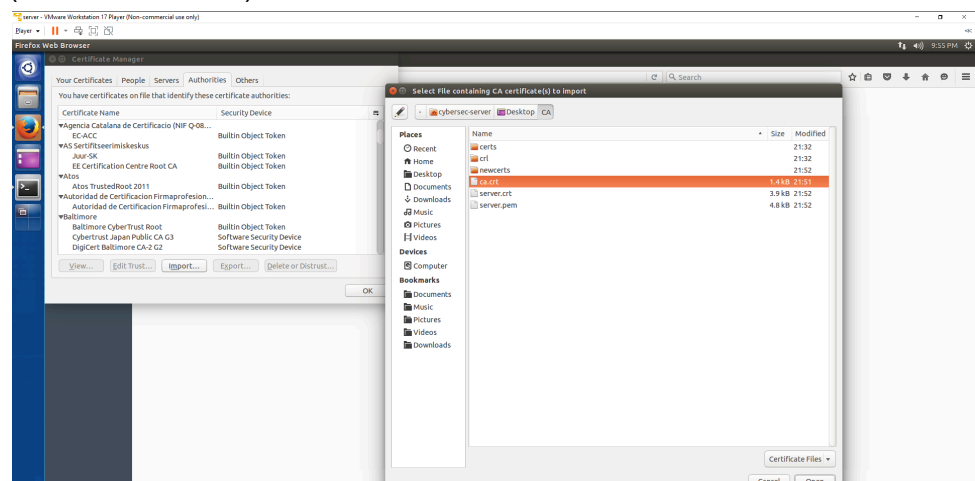 server - VMware Workstation 17 Player (Non-commercial use only)
Player
Firefox Web Browser
9:55 PM
Certificate Manager
Your Certificates People Servers Authorities Others
You have certificates on file that identify these certificate authorities:
Certificate Name Security Device
Agencia Catalana de Certificacio (NIF Q-08...
EC-ACC Builtin Object Token
AS Sertifitseerimiskeskus
Juur-SK Builtin Object Token
EE Certification Centre Root CA Builtin Object Token
Atos
Atos TrustedRoot 2011 Builtin Object Token
Autoridad de Certificacion Firmaprofesion...
Autoridad de Certificacion Firmaprofesi... Builtin Object Token
Baltimore
Baltimore CyberTrust Root Builtin Object Token
Cybertrust Japan Public CA G3 Software Security Device
DigiCert Baltimore CA-2 G2 Software Security Device
View... Edit Trust... Import... Export... Delete or Distrust...
OK
Search
Select File containing CA certificate(s) to import
cybersec-server Desktop CA
Places
Recent
Home
Desktop
Documents
Downloads
Music
Pictures
Videos
Devices
Computer
Bookmarks
Documents
Music
Pictures
Videos
Downloads
Name Size Modified
certs 21:32
crl 21:32
newcerts 21:52
ca.crt 1.4 kB 21:51
server.crt 3.9 kB 21:52
server.pem 4.8 kB 21:52
Certificate Files
Cancel Open